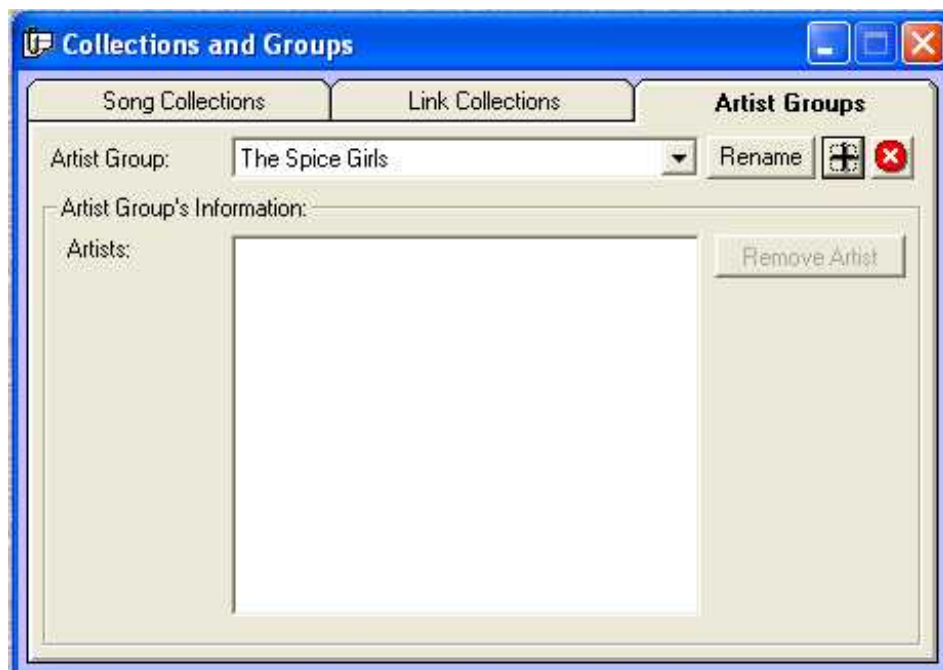 Collections and Groups
Song Collections Link Collections Artist Groups
Artist Group: The Spice Girls Rename
Artist Group's Information:
Artists: Remove Artist